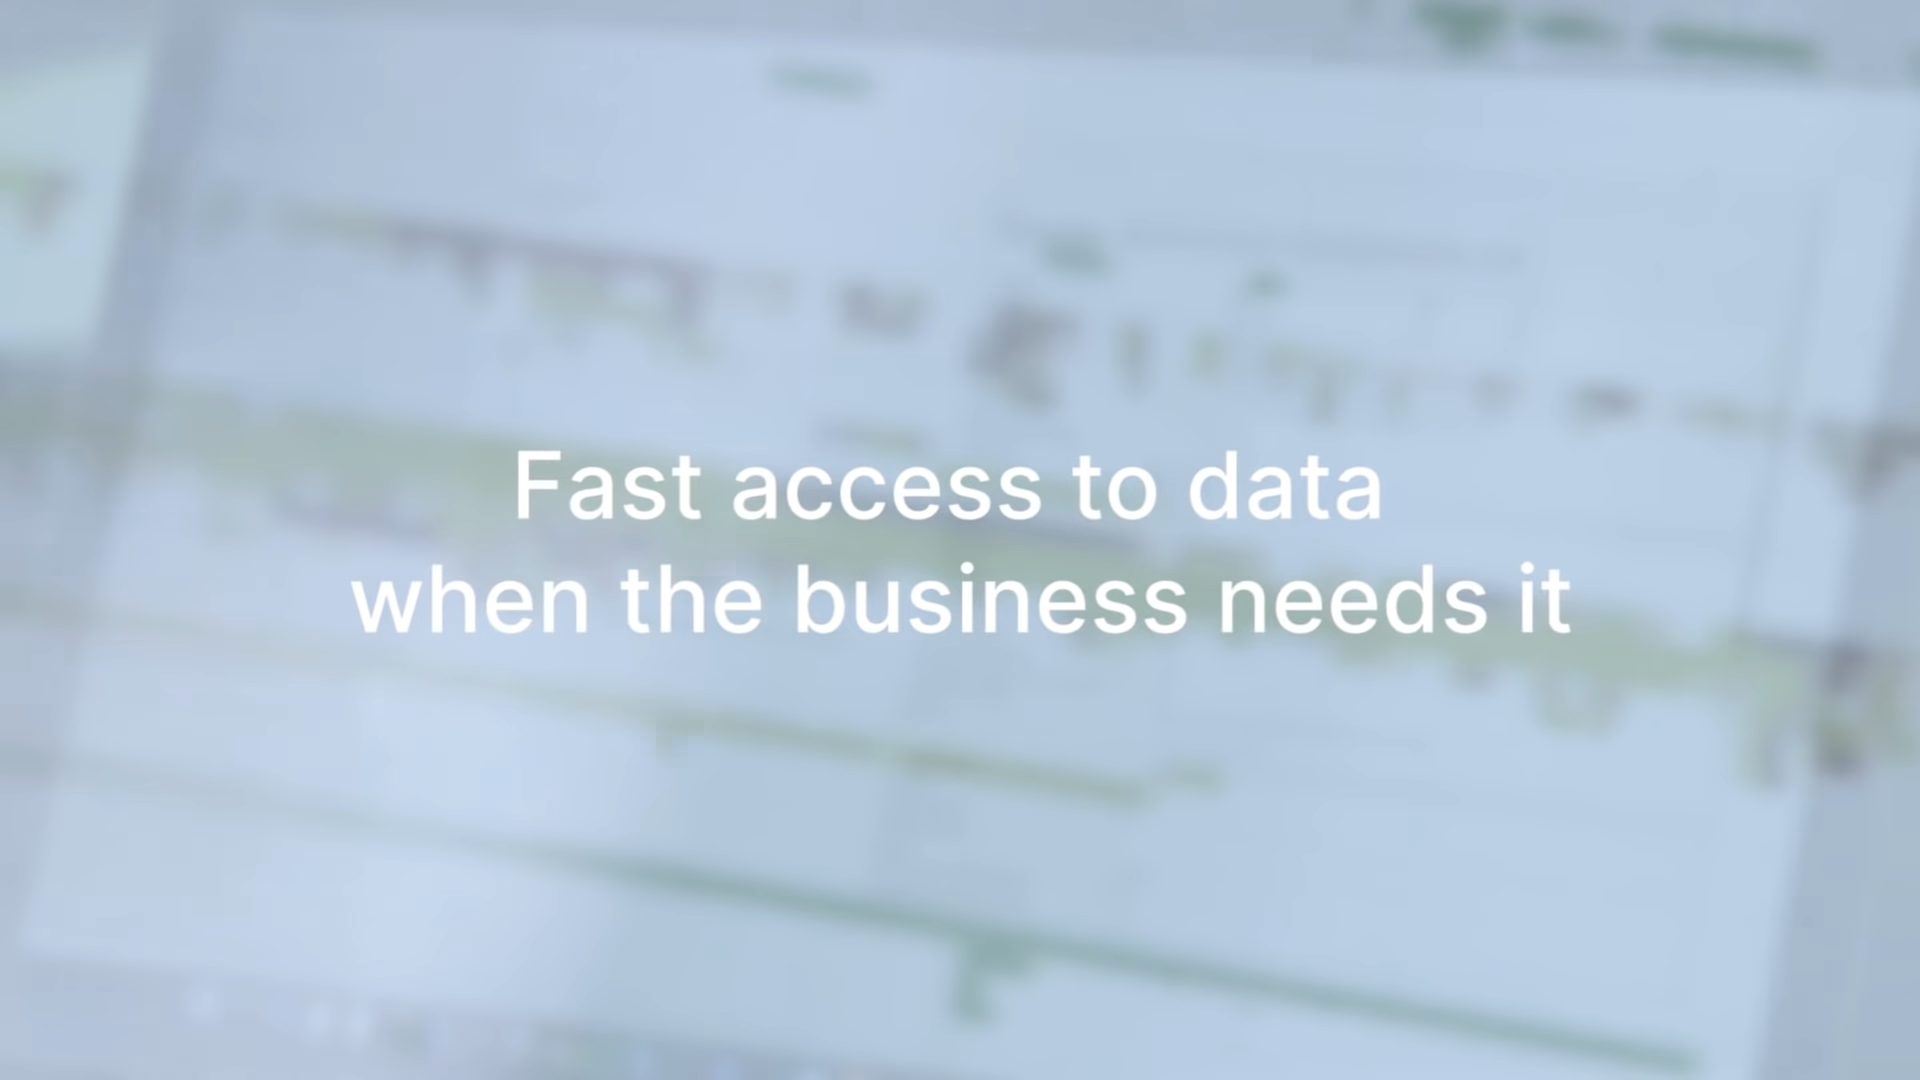 Fast access to data
when the business needs it